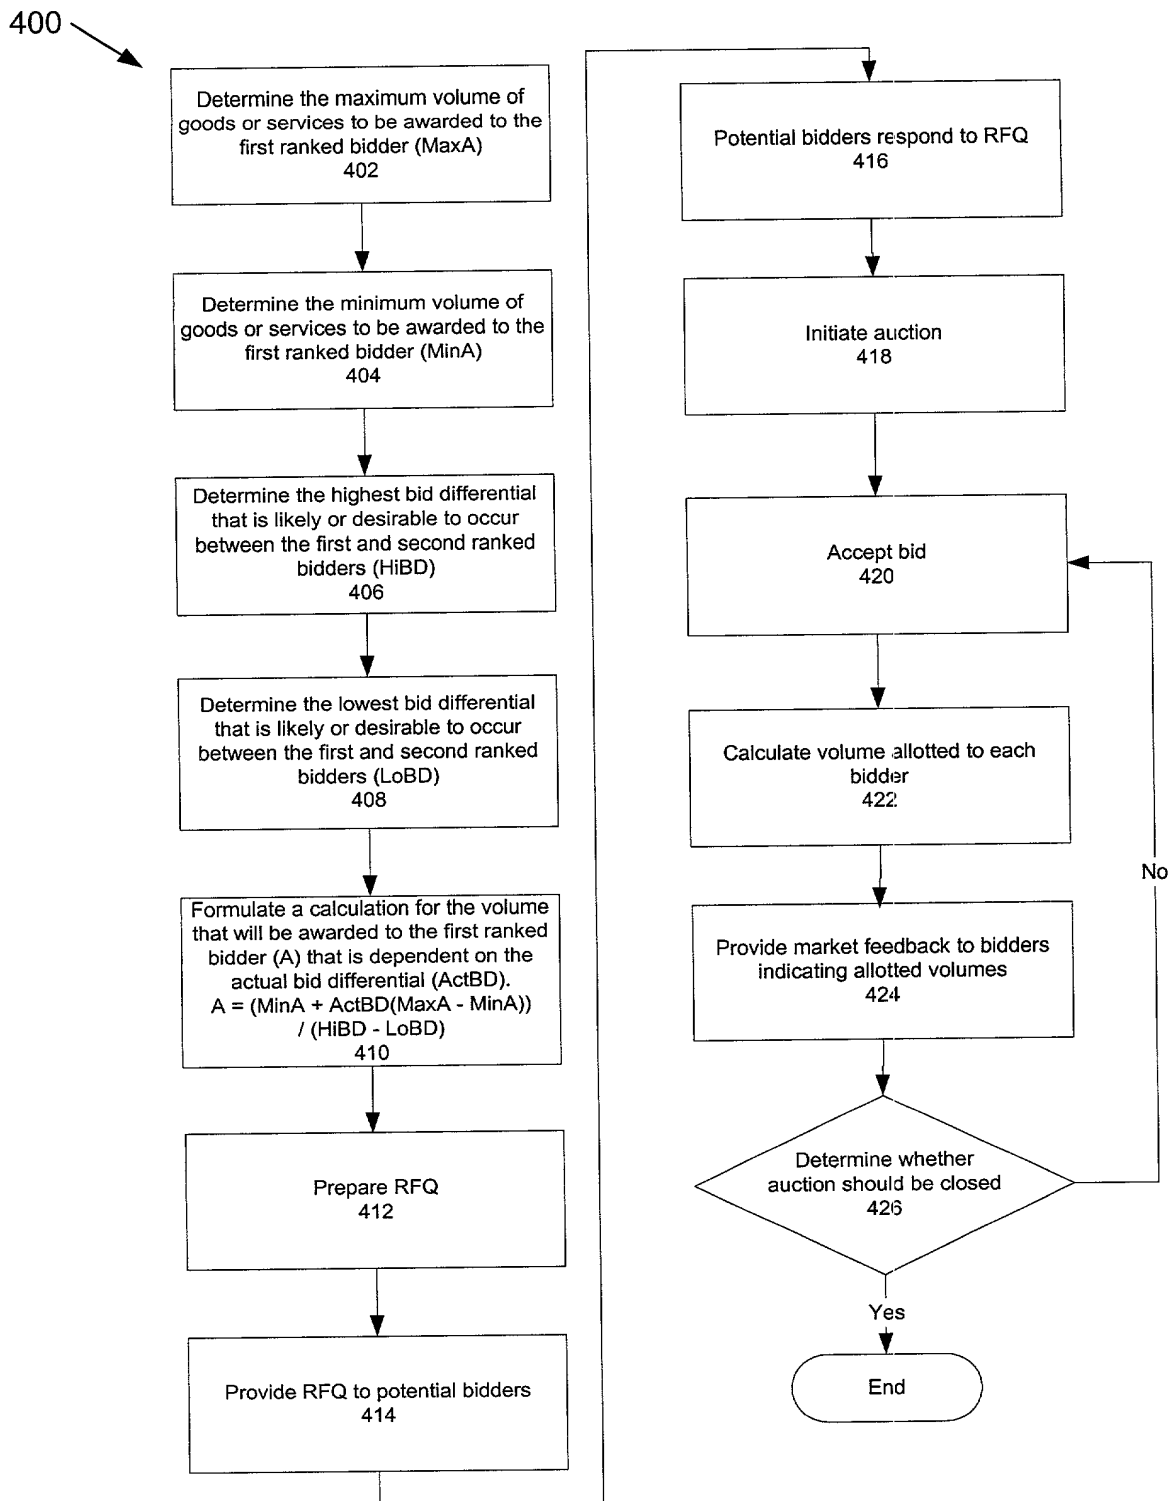 400
Determine the maximum volume of
goods or services to be awarded to the
first ranked bidder (MaxA)
402
Determine the minimum volume of
goods or services to be awarded to the
first ranked bidder (MinA)
404
Determine the highest bid differential
that is likely or desirable to occur
between the first and second ranked
bidders (HiBD)
406
Determine the lowest bid differential
that is likely or desirable to occur
between the first and second ranked
bidders (LoBD)
408
Formulate a calculation for the volume
that will be awarded to the first ranked
bidder (A) that is dependent on the
actual bid differential (ActBD).
A = (MinA + ActBD(MaxA - MinA))
/ (HiBD - LoBD)
410
Prepare RFQ
412
Provide RFQ to potential bidders
414
Potential bidders respond to RFQ
416
Initiate auction
418
Accept bid
420
Calculate volume allotted to each
bidder
422
Provide market feedback to bidders
indicating allotted volumes
424
Determine whether
auction should be closed
426
No
Yes
End